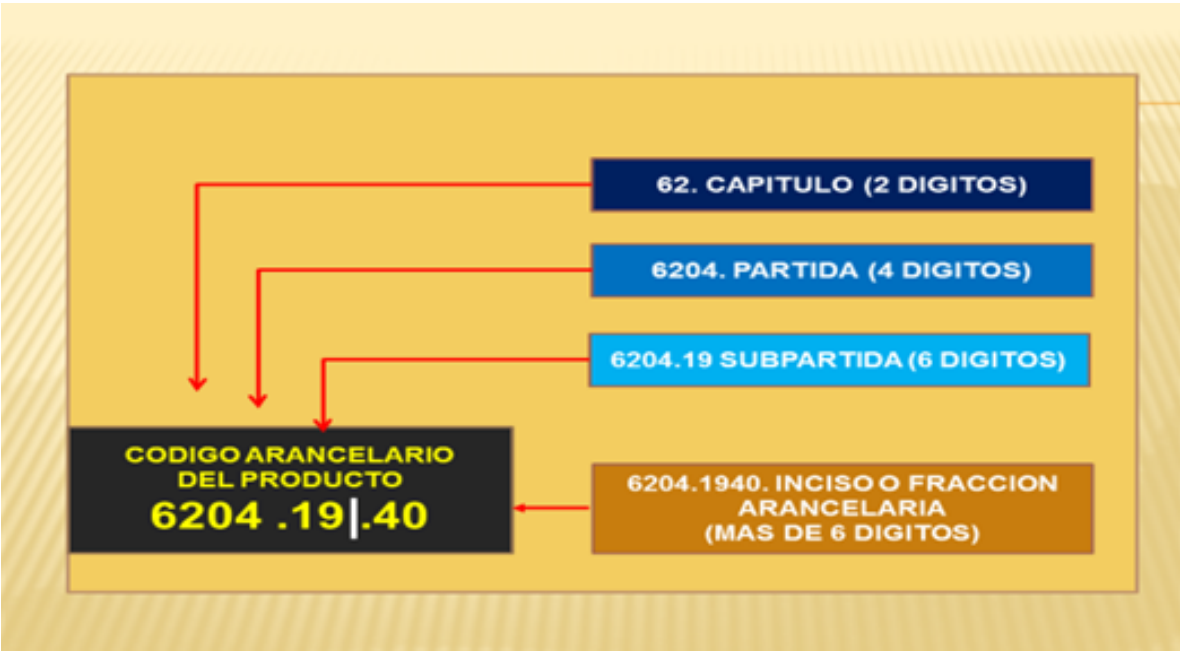 62. CAPITULO (2 DIGITOS)
6204. PARTIDA (4 DIGITOS)
6204.19 SUBPARTIDA (6 DIGITOS)
CODIGO ARANCELARIO
DEL PRODUCTO
6204 .19|.40
6204.1940. INCISO O FRACCION
ARANCELARIA
(MAS DE 6 DIGITOS)